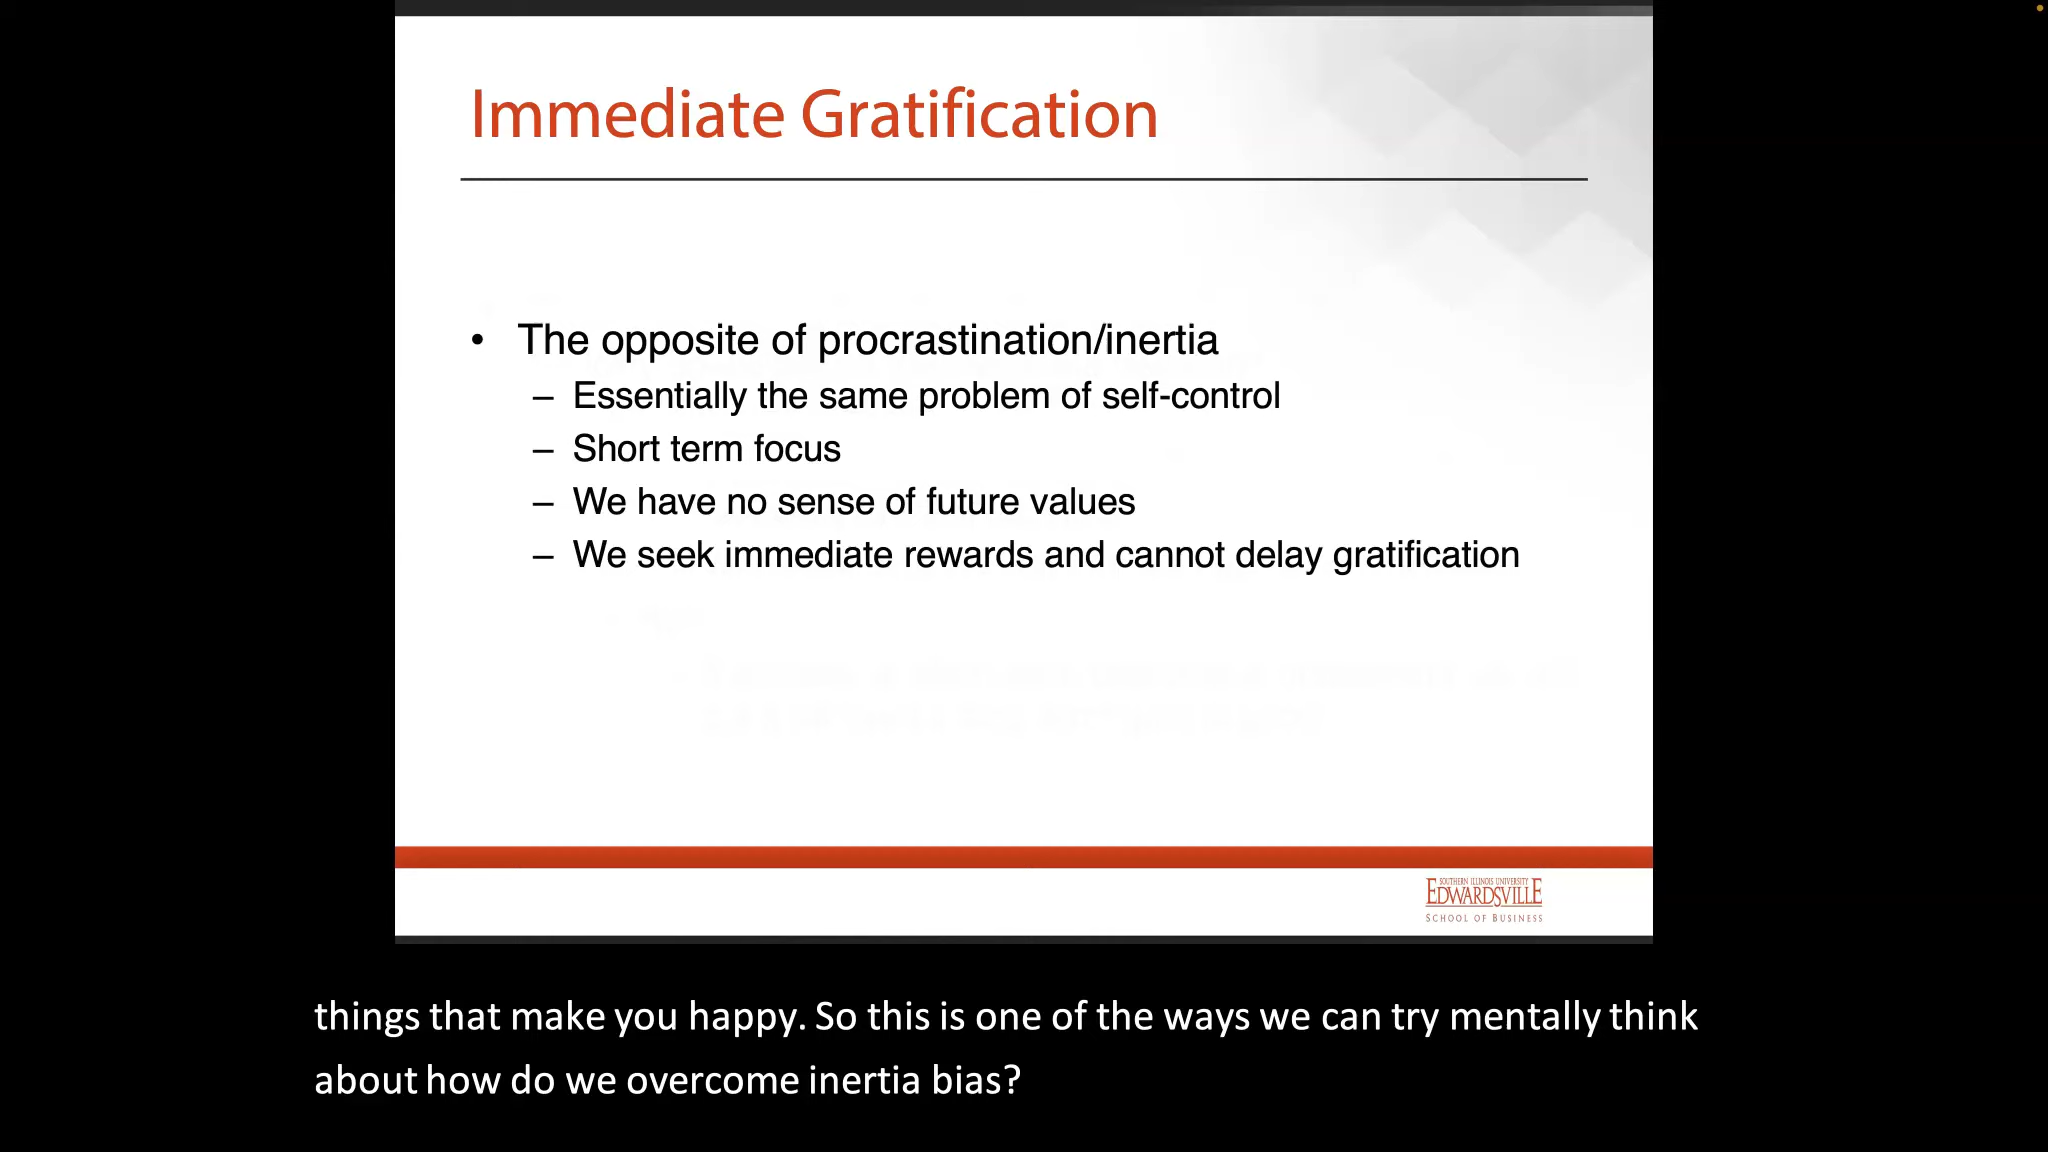 Immediate Gratification
• The opposite of procrastination/inertia
– Essentially the same problem of self-control
– Short term focus
– We have no sense of future values
– We seek immediate rewards and cannot delay gratification
SOUTHERN ILLINOIS UNIVERSITY
EDWARDSVILLE
SCHOOL OF BUSINESS
things that make you happy. So this is one of the ways we can try mentally think
about how do we overcome inertia bias?